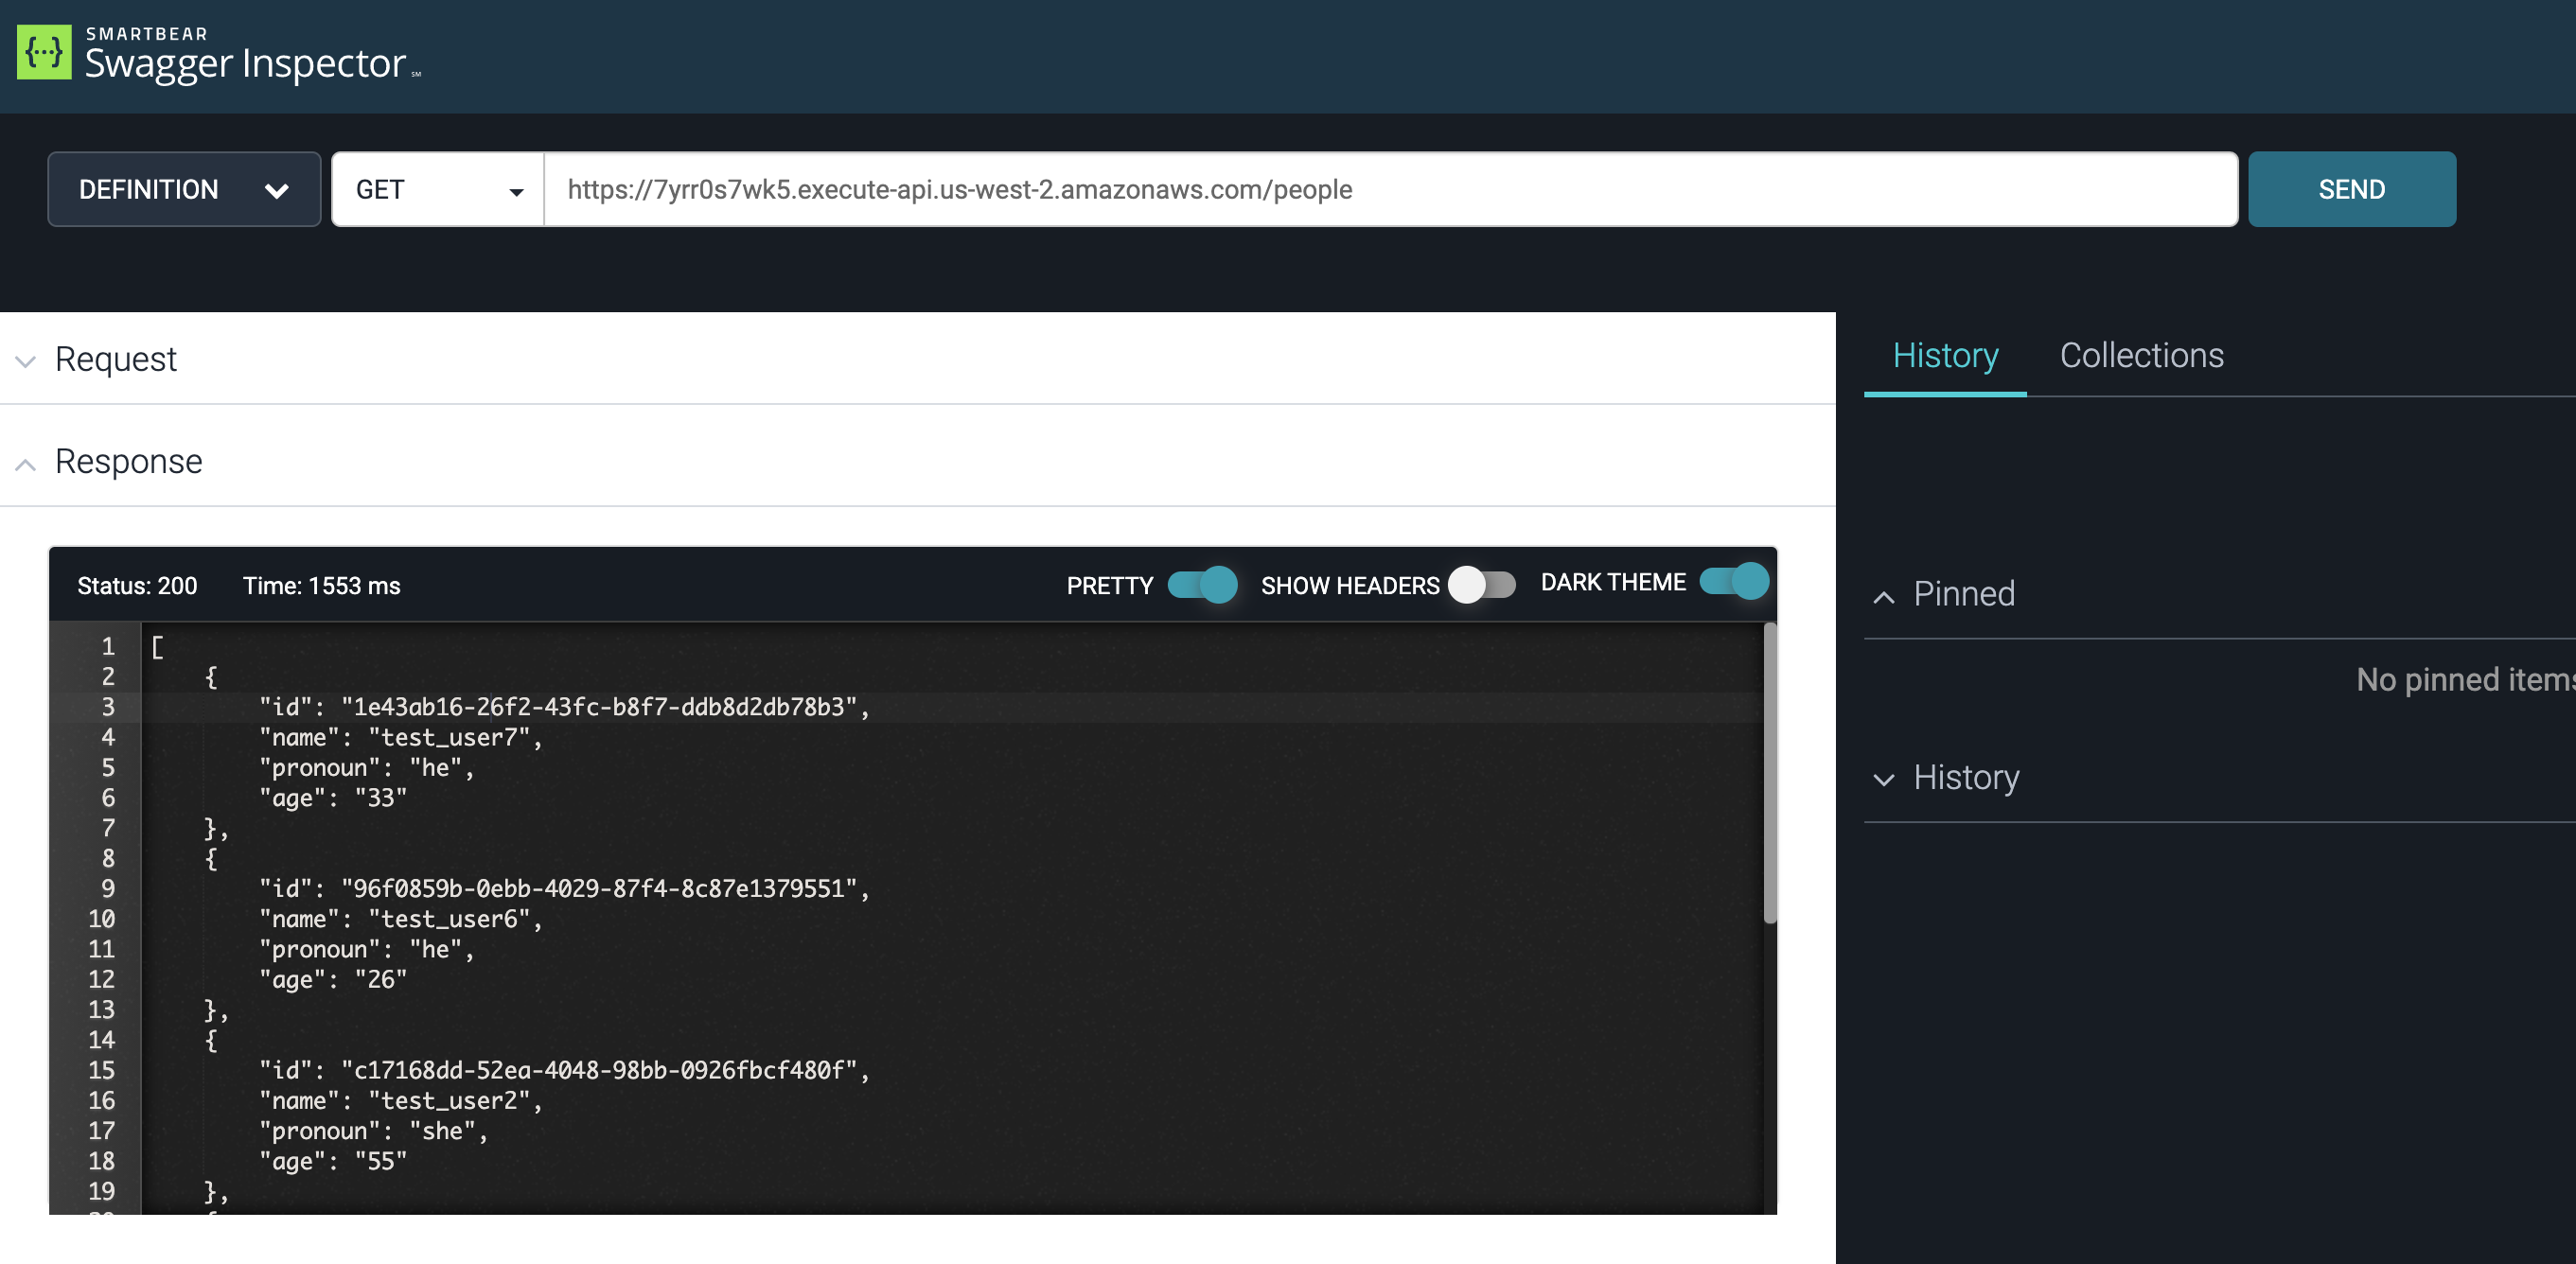 SMARTBEAR
{···} Swagger Inspector SM
DEFINITION GET https://7yrr0s7wk5.execute-api.us-west-2.amazonaws.com/people SEND
Request
History Collections
Response
Status: 200 Time: 1553 ms PRETTY SHOW HEADERS DARK THEME
Pinned
No pinned items
History
1 [
2 {
3 "id": "1e43ab16-26f2-43fc-b8f7-ddb8d2db78b3",
4 "name": "test_user7",
5 "pronoun": "he",
6 "age": "33"
7 },
8 {
9 "id": "96f0859b-0ebb-4029-87f4-8c87e1379551",
10 "name": "test_user6",
11 "pronoun": "he",
12 "age": "26"
13 },
14 {
15 "id": "c17168dd-52ea-4048-98bb-0926fbcf480f",
16 "name": "test_user2",
17 "pronoun": "she",
18 "age": "55"
19 },